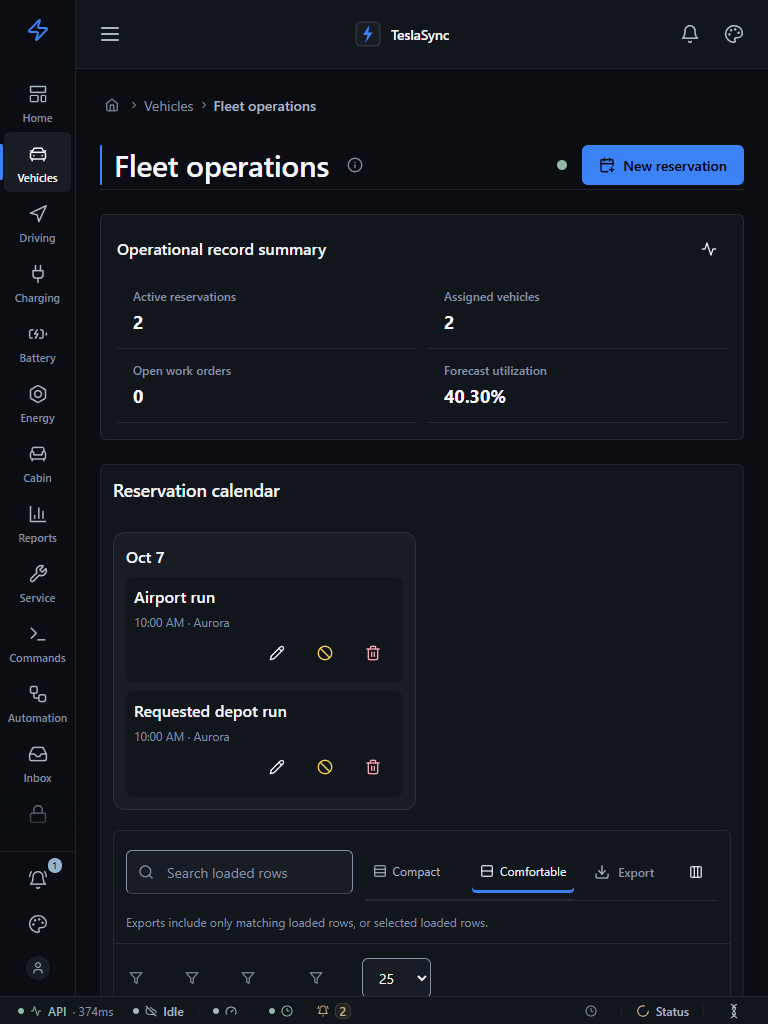 TeslaSync
Home
Vehicles
Driving
Charging
Battery
Energy
Cabin
Reports
Service
Commands
Automation
Inbox
1
Vehicles
Fleet operations
Fleet operations
New reservation
Operational record summary
Active reservations
2
Assigned vehicles
2
Open work orders
0
Forecast utilization
40.30%
Reservation calendar
Oct 7
Airport run
10:00 AM · Aurora
Requested depot run
10:00 AM · Aurora
Search loaded rows
Compact
Comfortable
Export
Exports include only matching loaded rows, or selected loaded rows.
25
API · 374ms
Idle
2
Status